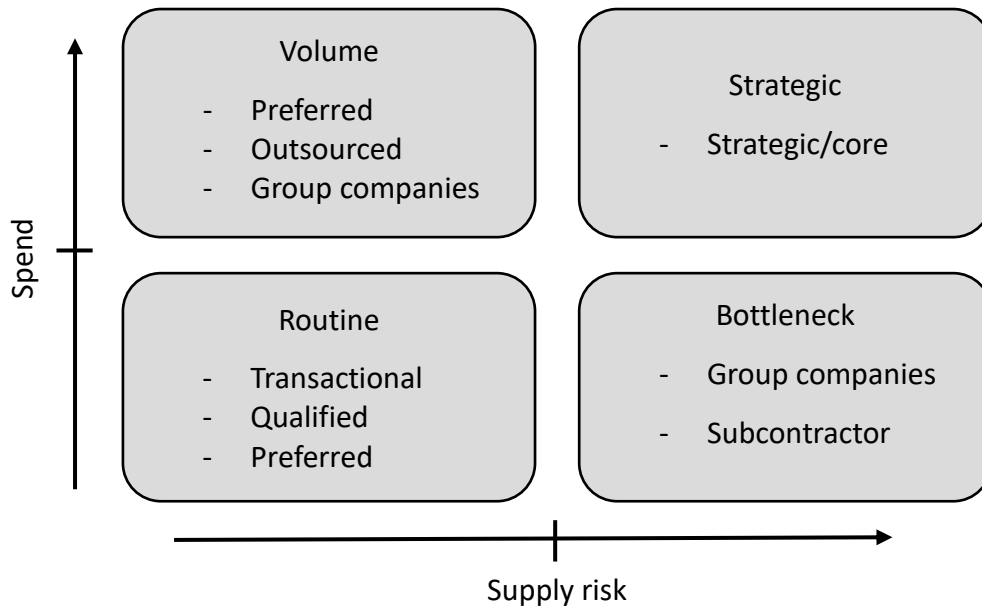 Volume
- Preferred
- Outsourced
- Group companies
Strategic
- Strategic/core
Spend
Routine
- Transactional
- Qualified
- Preferred
Bottleneck
- Group companies
- Subcontractor
Supply risk